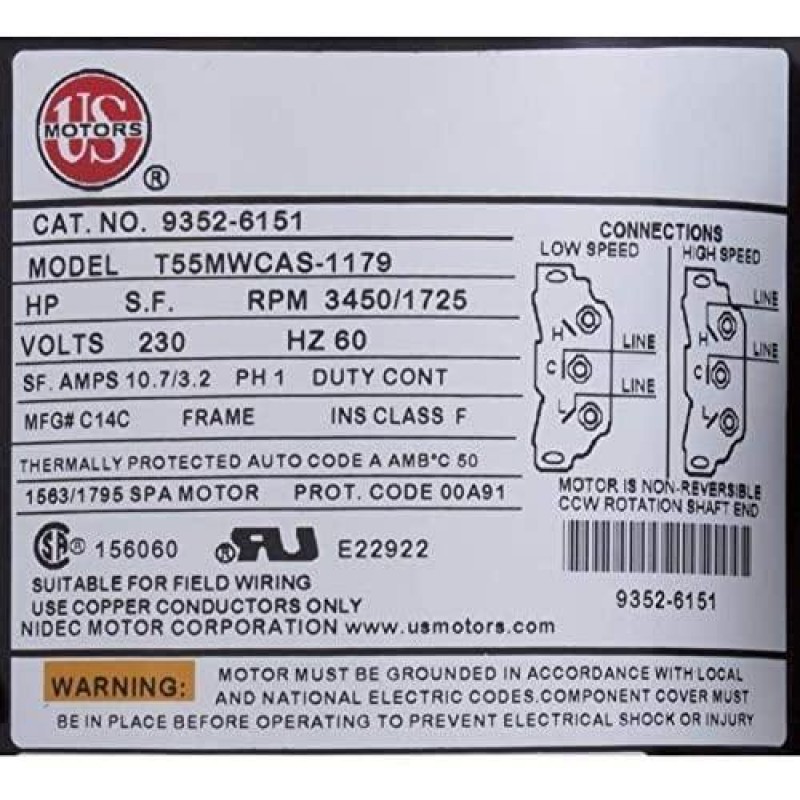 US
MOTORS
®
CAT. NO. 9352-6151
MODEL T55MWCAS-1179
HP S.F. RPM 3450/1725
VOLTS 230 HZ 60
SF. AMPS 10.7/3.2 PH 1 DUTY CONT
MFG# C14C FRAME INS CLASS F
THERMALLY PROTECTED AUTO CODE A AMB°C 50
1563/1795 SPA MOTOR PROT. CODE 00A91
CONNECTIONS
LOW SPEED HIGH SPEED
H LINE
C LINE
L LINE
H LINE
C LINE
L
MOTOR IS NON-REVERSIBLE
CCW ROTATION SHAFT END
9352-6151
SA® 156060 ®RU E22922
SUITABLE FOR FIELD WIRING
USE COPPER CONDUCTORS ONLY
NIDEC MOTOR CORPORATION www.usmotors.com
WARNING: MOTOR MUST BE GROUNDED IN ACCORDANCE WITH LOCAL
AND NATIONAL ELECTRIC CODES.COMPONENT COVER MUST
BE IN PLACE BEFORE OPERATING TO PREVENT ELECTRICAL SHOCK OR INJURY